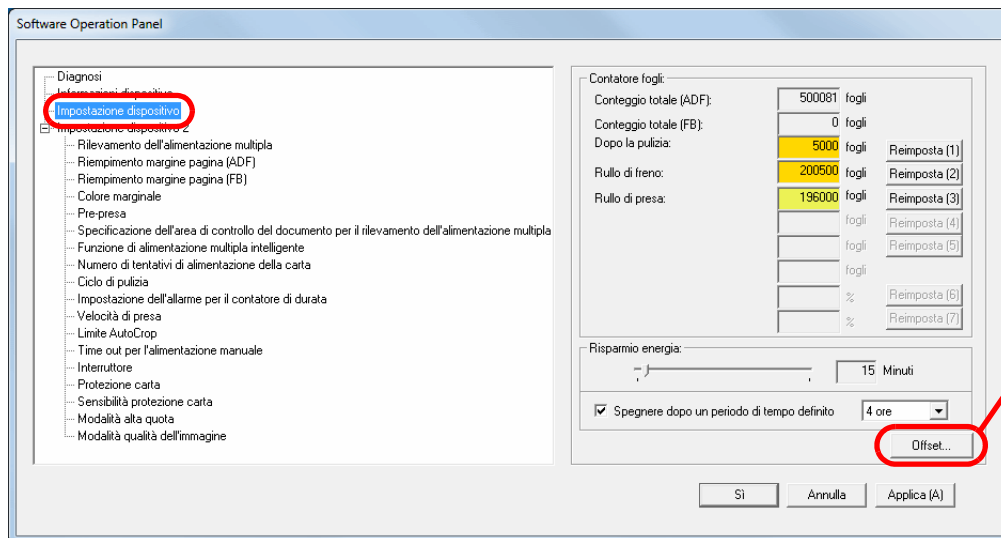 Software Operation Panel
Diagnosi
Informazioni dispositivo
Impostazione dispositivo
Impostazione dispositivo 2
Rilevamento dell'alimentazione multipla
Riempimento margine pagina (ADF)
Riempimento margine pagina (FB)
Colore marginale
Pre-presa
Specificazione dell'area di controllo del documento per il rilevamento dell'alimentazione multipla
Funzione di alimentazione multipla intelligente
Numero di tentativi di alimentazione della carta
Ciclo di pulizia
Impostazione dell'allarme per il contatore di durata
Velocità di presa
Limite AutoCrop
Time out per l'alimentazione manuale
Interruttore
Protezione carta
Sensibilità protezione carta
Modalità alta quota
Modalità qualità dell'immagine
Contatore fogli:
Conteggio totale (ADF): 500081 fogli
Conteggio totale (FB): 0 fogli
Dopo la pulizia: 5000 fogli Reimposta (1)
Rullo di freno: 200500 fogli Reimposta (2)
Rullo di presa: 196000 fogli Reimposta (3)
fogli Reimposta (4)
fogli Reimposta (5)
fogli
% Reimposta (6)
% Reimposta (7)
Risparmio energia:
15 Minuti
Spegnere dopo un periodo di tempo definito 4 ore
Offset...
Sì Annulla Applica (A)